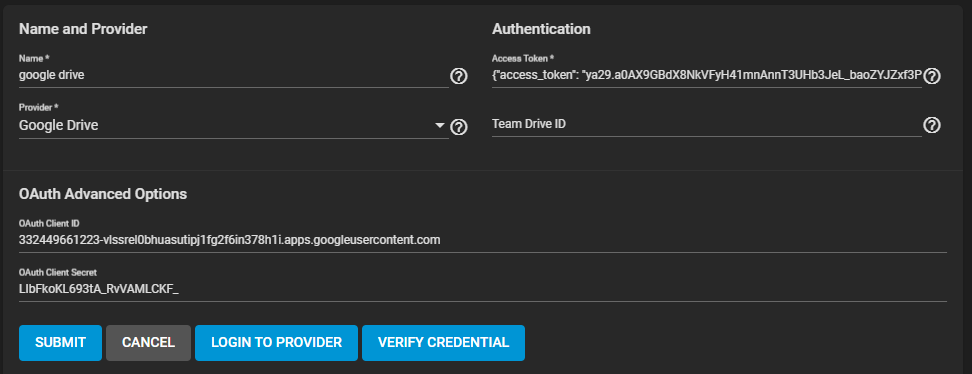 Name and Provider
Name *
google drive
Provider *
Google Drive
Authentication
Access Token *
{"access_token": "ya29.a0AX9GBdX8NkVFyH41mnAnnT3UHb3JeL_baoZYJZxf3P
Team Drive ID
OAuth Advanced Options
OAuth Client ID
332449661223-vlssrel0bhuasutipj1fg2f6in378h1i.apps.googleusercontent.com
OAuth Client Secret
LIbFkoKL693tA_RvVAMLCKF_
SUBMIT
CANCEL
LOGIN TO PROVIDER
VERIFY CREDENTIAL